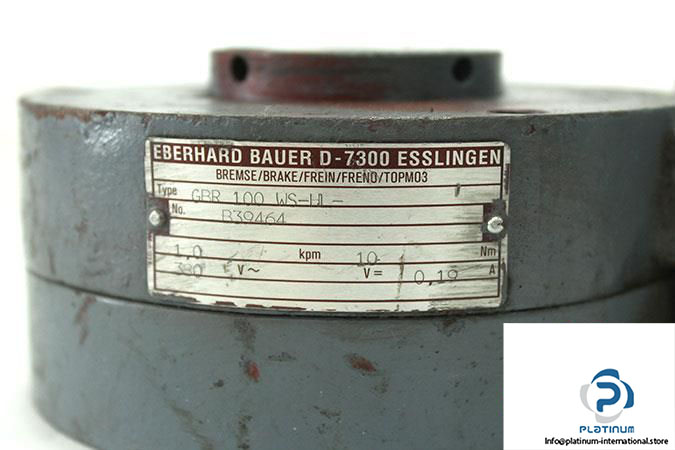 EBERHARD BAUER D-7300 ESSLINGEN
BREMSE/BRAKE/FREIN/FRENO/TOPMO3
Type GBR 100 WS-HL-
No. B39464
1,0 kpm 10 Nm
380 V~ V= 0,19 A
PLATINUM
Info@platinum-international.store